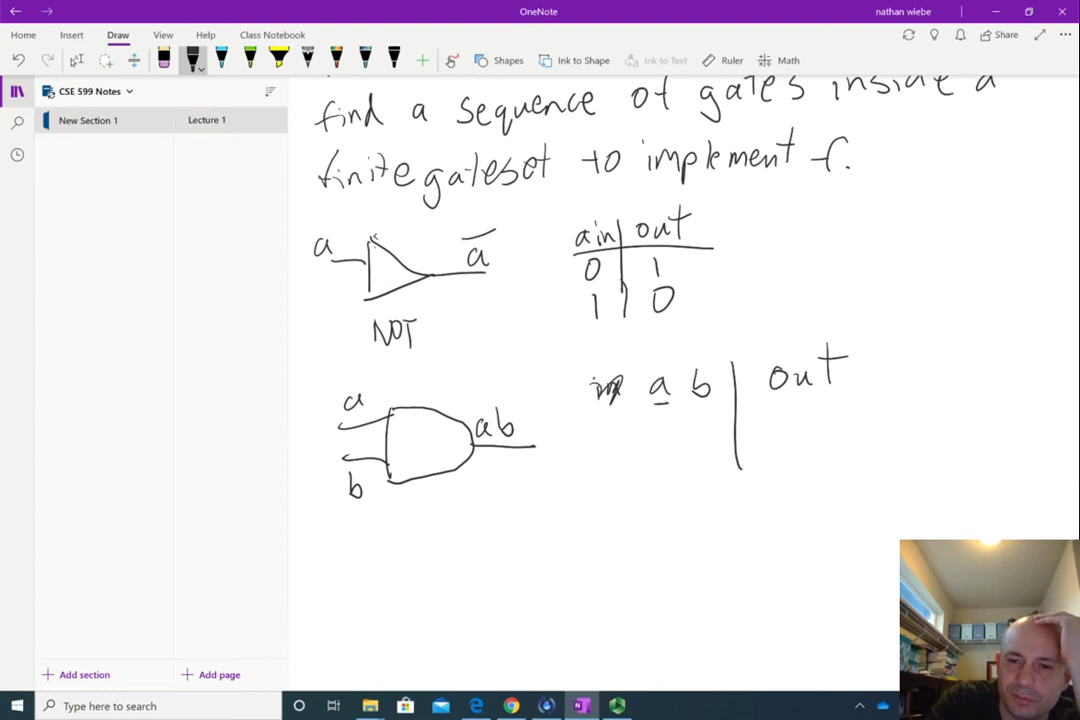 OneNote
nathan wiebe
Home Insert Draw View Help Class Notebook
Share
Shapes Ink to Shape Ink to Text Ruler Math
CSE 599 Notes
New Section 1
Lecture 1
find a sequence of gates inside a
finite gateset to implement f.
a
a̅
NOT
a in out
0 1
1 0
a
b
ab
a b out
Add section Add page
Type here to search